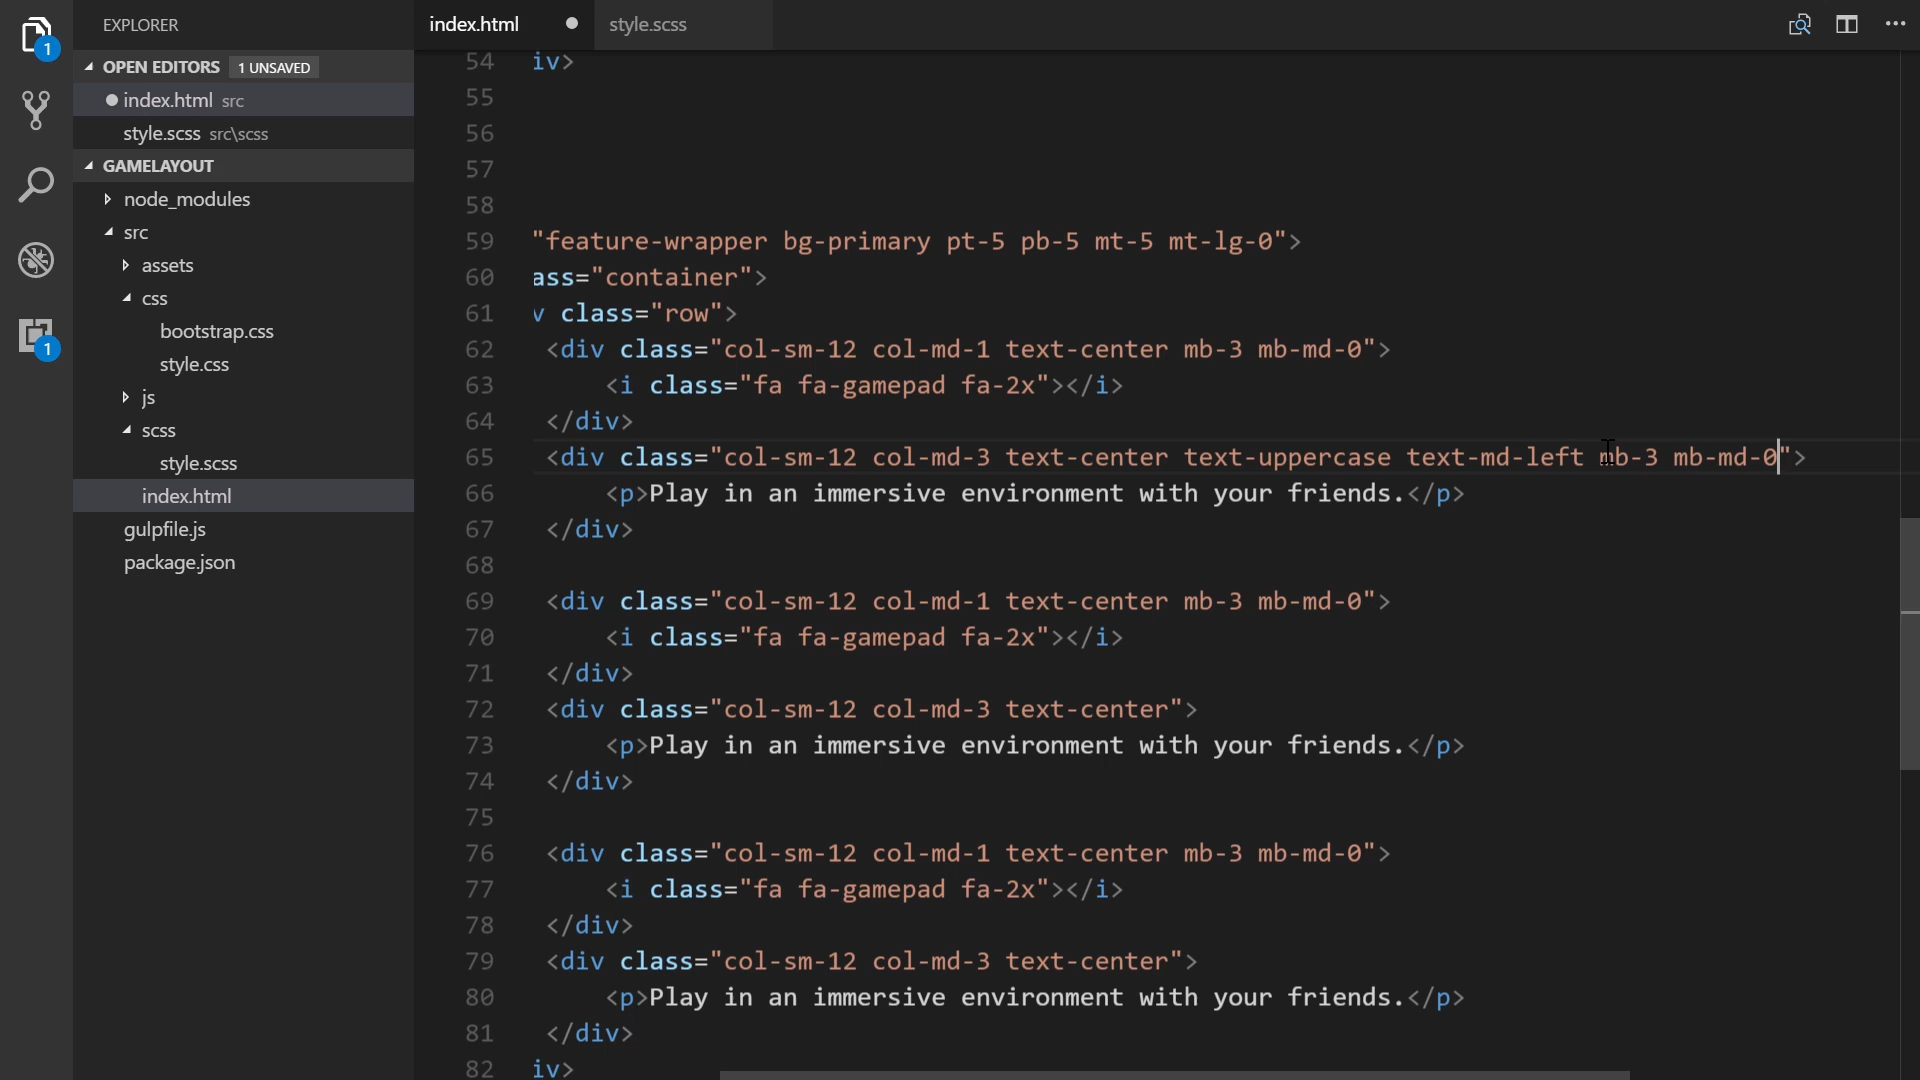 EXPLORER
OPEN EDITORS 1 UNSAVED
index.html src
style.scss src\scss
GAMELAYOUT
node_modules
src
assets
css
bootstrap.css
style.css
js
scss
style.scss
index.html
gulpfile.js
package.json
1
1
index.html
style.scss
54 iv>
55
56
57
58
59 "feature-wrapper bg-primary pt-5 pb-5 mt-5 mt-lg-0">
60 ass="container">
61 v class="row">
62 <div class="col-sm-12 col-md-1 text-center mb-3 mb-md-0">
63 <i class="fa fa-gamepad fa-2x"></i>
64 </div>
65 <div class="col-sm-12 col-md-3 text-center text-uppercase text-md-left mb-3 mb-md-0">
66 <p>Play in an immersive environment with your friends.</p>
67 </div>
68
69 <div class="col-sm-12 col-md-1 text-center mb-3 mb-md-0">
70 <i class="fa fa-gamepad fa-2x"></i>
71 </div>
72 <div class="col-sm-12 col-md-3 text-center">
73 <p>Play in an immersive environment with your friends.</p>
74 </div>
75
76 <div class="col-sm-12 col-md-1 text-center mb-3 mb-md-0">
77 <i class="fa fa-gamepad fa-2x"></i>
78 </div>
79 <div class="col-sm-12 col-md-3 text-center">
80 <p>Play in an immersive environment with your friends.</p>
81 </div>
82 iv>